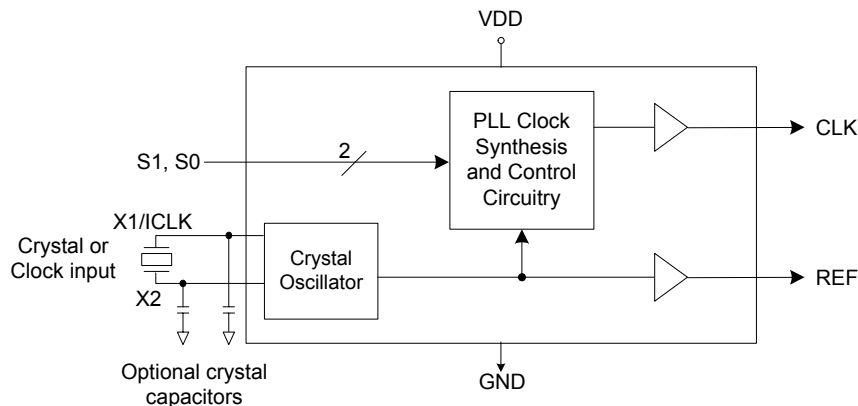 VDD
PLL Clock
Synthesis
and Control
Circuitry
CLK
S1, S0
2
X1/ICLK
Crystal or
Clock input
Crystal
Oscillator
X2
REF
Optional crystal
capacitors
GND